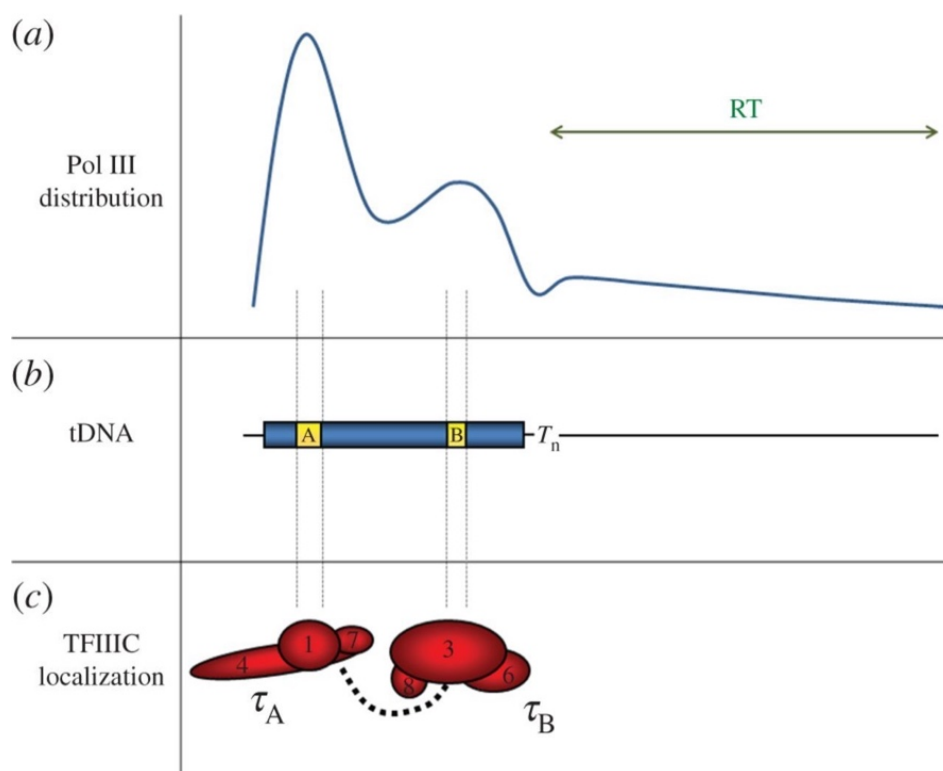 (a)
RT
Pol III
distribution
(b)
tDNA
A
B
Tn
(c)
TFIIIC
localization
4
1
7
3
8
6
τA
τB